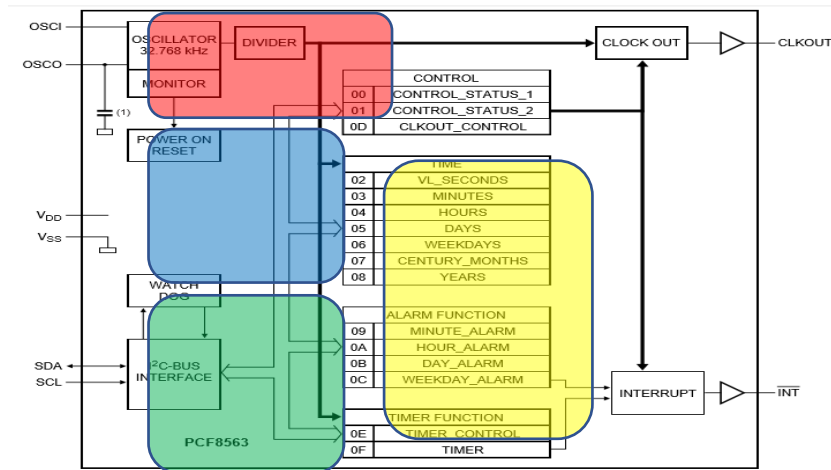 OSCI
OSCO
OSCILLATOR
32.768 kHz
MONITOR
DIVIDER
CLOCK OUT
CLKOUT
(1)
POWER ON
RESET
CONTROL
00 CONTROL_STATUS_1
01 CONTROL_STATUS_2
0D CLKOUT_CONTROL
TIME
02 VL_SECONDS
03 MINUTES
04 HOURS
05 DAYS
06 WEEKDAYS
07 CENTURY_MONTHS
08 YEARS
VDD
VSS
WATCH
DOG
ALARM FUNCTION
09 MINUTE_ALARM
0A HOUR_ALARM
0B DAY_ALARM
0C WEEKDAY_ALARM
SDA
SCL
I2C-BUS
INTERFACE
INTERRUPT
INT
TIMER FUNCTION
0E TIMER_CONTROL
0F TIMER
PCF8563